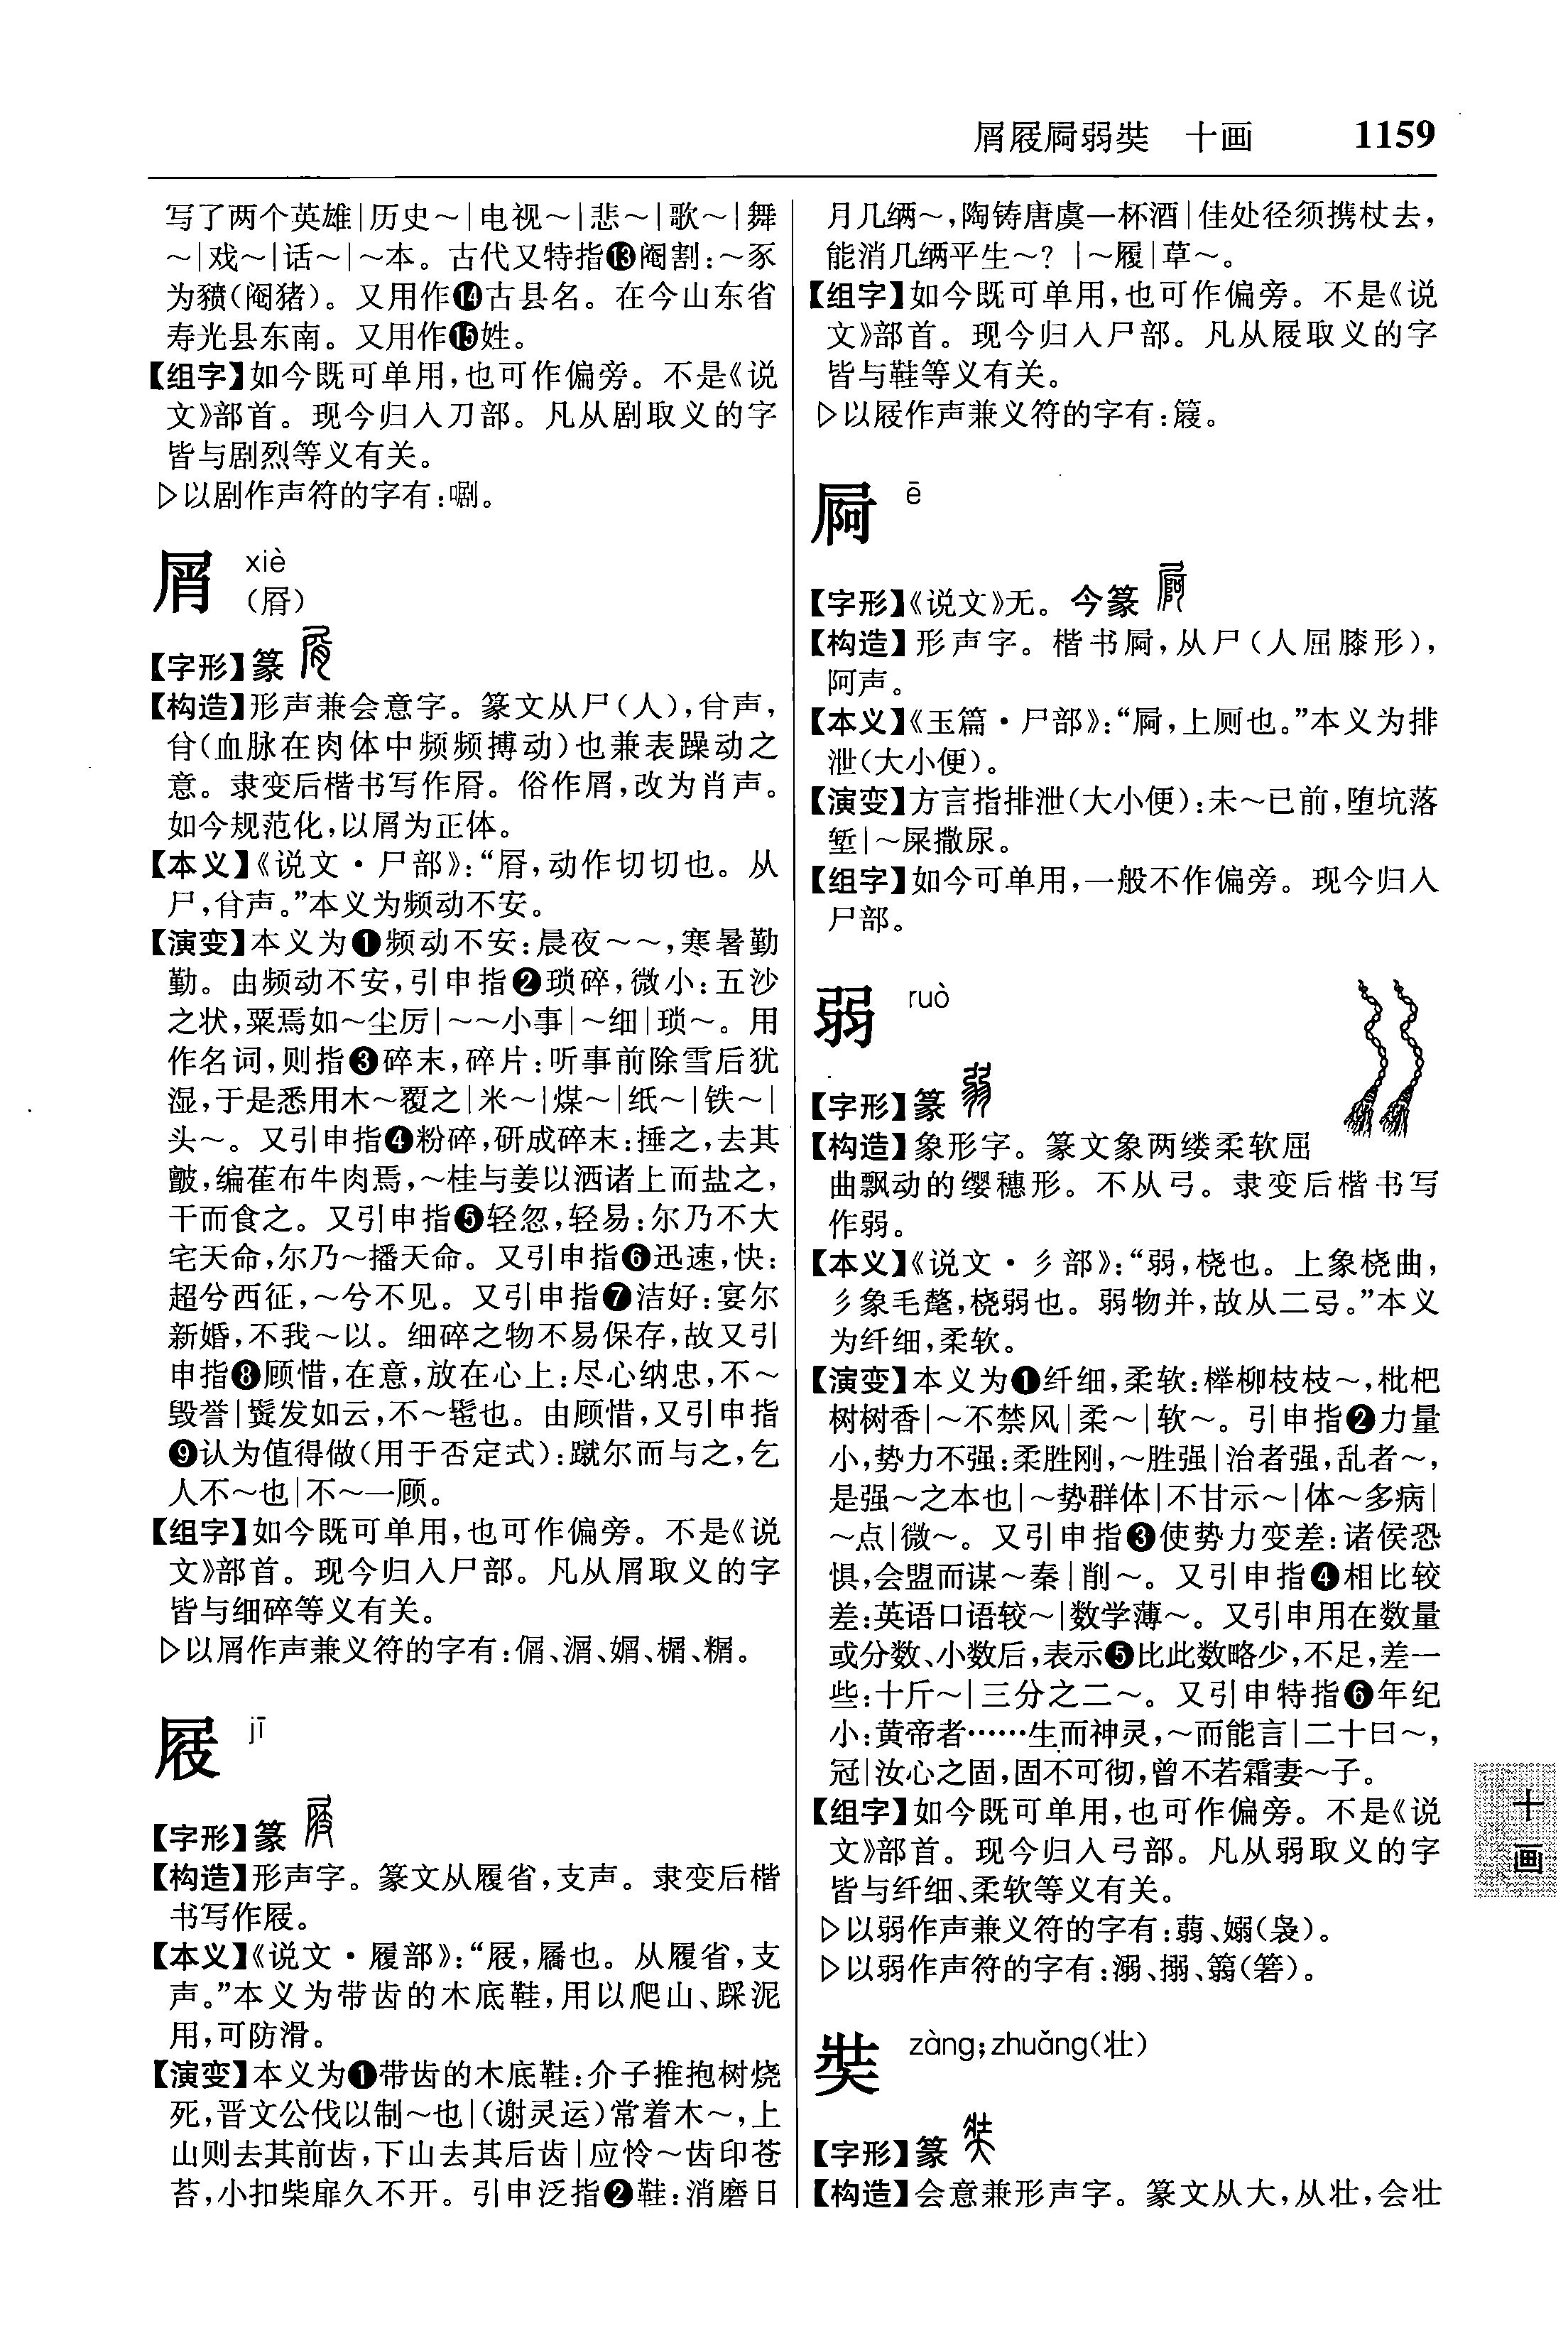 屑屐屙弱奘 十画 1159
写了两个英雄|历史～|电视～|悲～|歌～|舞
～|戏～|话～|～本。古代又特指⓭阉割:～豕
为豮(阉猪)。又用作⓮古县名。在今山东省
寿光县东南。又用作⓯姓。
【组字】如今既可单用,也可作偏旁。不是《说
文》部首。现今归入刀部。凡从剧取义的字
皆与剧烈等义有关。
▷以剧作声符的字有:噱。
屑 xiè
(屑)
【字形】篆
【构造】形声兼会意字。篆文从尸(人),㕣声,
㕣(血脉在肉体中频频搏动)也兼表躁动之
意。隶变后楷书写作屑。俗作屑,改为肖声。
如今规范化,以屑为正体。
【本义】《说文·尸部》:“屑,动作切切也。从
尸,㕣声。”本义为频动不安。
【演变】本义为❶频动不安:晨夜～～,寒暑勤
勤。由频动不安,引申指❷琐碎,微小:五沙
之状,粟焉如～尘厉|～～小事|～细|琐～。用
作名词,则指❸碎末,碎片:听事前除雪后犹
湿,于是悉用木～覆之|米～|煤～|纸～|铁～|
头～。又引申指❹粉碎,研成碎末:捶之,去其
皽,编萑布牛肉焉,～桂与姜以洒诸上而盐之,
干而食之。又引申指❺轻忽,轻易:尔乃不大
宅天命,尔乃～播天命。又引申指❻迅速,快:
超兮西征,～兮不见。又引申指❼洁好:宴尔
新婚,不我～以。细碎之物不易保存,故又引
申指❽顾惜,在意,放在心上:尽心纳忠,不～
毁誉|鬒发如云,不～髢也。由顾惜,又引申指
❾认为值得做(用于否定式):蹴尔而与之,乞
人不～也|不～一顾。
【组字】如今既可单用,也可作偏旁。不是《说
文》部首。现今归入尸部。凡从屑取义的字
皆与细碎等义有关。
▷以屑作声兼义符的字有:偦、潟、媚、榍、糏。
屐 jī
【字形】篆
【构造】形声字。篆文从履省,支声。隶变后楷
书写作屐。
【本义】《说文·履部》:“屐,屩也。从履省,支
声。”本义为带齿的木底鞋,用以爬山、踩泥
用,可防滑。
【演变】本义为❶带齿的木底鞋:介子推抱树烧
死,晋文公伐以制～也|(谢灵运)常着木～,上
山则去其前齿,下山去其后齿|应怜～齿印苍
苔,小扣柴扉久不开。引申泛指❷鞋:消磨日
月几緉～,陶铸唐虞一杯酒|佳处径须携杖去,
能消几緉平生～?|～履|草～。
【组字】如今既可单用,也可作偏旁。不是《说
文》部首。现今归入尸部。凡从屐取义的字
皆与鞋等义有关。
▷以屐作声兼义符的字有:𥰰。
屙 ē
【字形】《说文》无。今篆
【构造】形声字。楷书屙,从尸(人屈膝形),
阿声。
【本义】《玉篇·尸部》:“屙,上厕也。”本义为排
泄(大小便)。
【演变】方言指排泄(大小便):未～已前,堕坑落
堑|～屎撒尿。
【组字】如今可单用,一般不作偏旁。现今归入
尸部。
弱 ruò
【字形】篆
【构造】象形字。篆文象两缕柔软屈
曲飘动的缨穗形。不从弓。隶变后楷书写
作弱。
【本义】《说文·彡部》:“弱,桡也。上象桡曲,
彡象毛氂,桡弱也。弱物并,故从二㢱。”本义
为纤细,柔软。
【演变】本义为❶纤细,柔软:榉柳枝枝～,枇杷
树树香|～不禁风|柔～|软～。引申指❷力量
小,势力不强:柔胜刚,～胜强|治者强,乱者～,
是强～之本也|～势群体|不甘示～|体～多病|
～点|微～。又引申指❸使势力变差:诸侯恐
惧,会盟而谋～秦|削～。又引申指❹相比较
差:英语口语较～|数学薄～。又引申用在数量
或分数、小数后,表示❺比此数略少,不足,差一
些:十斤～|三分之二～。又引申特指❻年纪
小:黄帝者……生而神灵,～而能言|二十曰～,
冠|汝心之固,固不可彻,曾不若霜妻～子。
【组字】如今既可单用,也可作偏旁。不是《说
文》部首。现今归入弓部。凡从弱取义的字
皆与纤细、柔软等义有关。
▷以弱作声兼义符的字有:蒻、嫋(袅)。
▷以弱作声符的字有:溺、搦、篛(箬)。
奘 zàng;zhuǎng(壮)
【字形】篆
【构造】会意兼形声字。篆文从大,从壮,会壮
十画